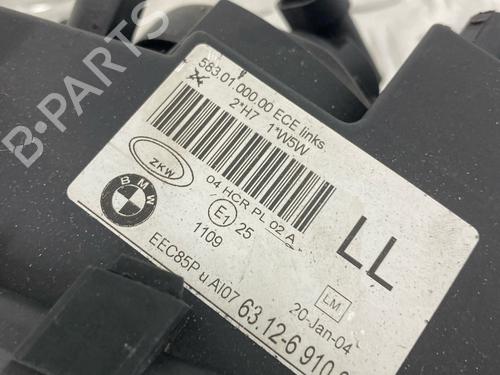 583.01.000.00 ECE links
2*H7 1*W5W
ZKW
04 HCR PL 02 A
BMW
E1 25
1109
LL
EEC85P u AI07
LM
20-Jan-04
63.12-6 910
B-PARTS